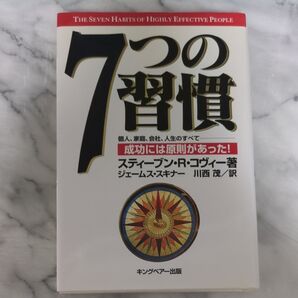 THE SEVEN HABITS OF HIGHLY EFFECTIVE PEOPLE
7つの
習慣
個人、家庭、会社、人生のすべて
成功には原則があった!
スティーブン・R・コヴィー著
ジェームス・スキナー 川西 茂/訳
キングベアー出版